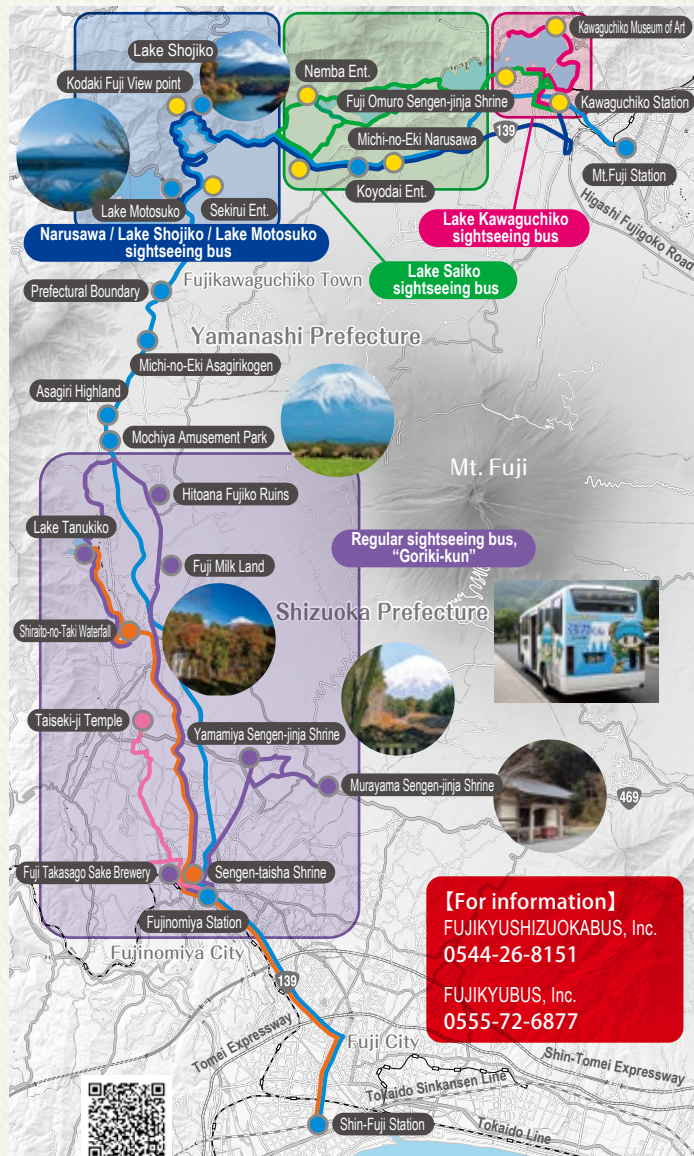 Kawaguchiko Museum of Art
Lake Shojiko
Nemba Ent.
Kodaki Fuji View point
Fuji Omuro Sengen-jinja Shrine
Kawaguchiko Station
Michi-no-Eki Narusawa
139
Mt.Fuji Station
Koyodai Ent.
Lake Motosuko
Sekirui Ent.
Higashi Fujigoko Road
Narusawa / Lake Shojiko / Lake Motosuko
sightseeing bus
Lake Kawaguchiko
sightseeing bus
Lake Saiko
sightseeing bus
Fujikawaguchiko Town
Prefectural Boundary
Yamanashi Prefecture
Michi-no-Eki Asagirikogen
Asagiri Highland
Mochiya Amusement Park
Mt. Fuji
Hitoana Fujiko Ruins
Lake Tanukiko
Regular sightseeing bus,
“Goriki-kun”
Fuji Milk Land
Shizuoka Prefecture
Shiraito-no-Taki Waterfall
Taiseki-ji Temple
Yamamiya Sengen-jinja Shrine
Murayama Sengen-jinja Shrine
469
Fuji Takasago Sake Brewery
Sengen-taisha Shrine
Fujinomiya Station
Fujinomiya City
【For information】
FUJIKYUSHIZUOKABUS, Inc.
0544-26-8151
FUJIKYUBUS, Inc.
0555-72-6877
139
Tomei Expressway
Fuji City
Shin-Tomei Expressway
Tokaido Sinkansen Line
Shin-Fuji Station
Tokaido Line